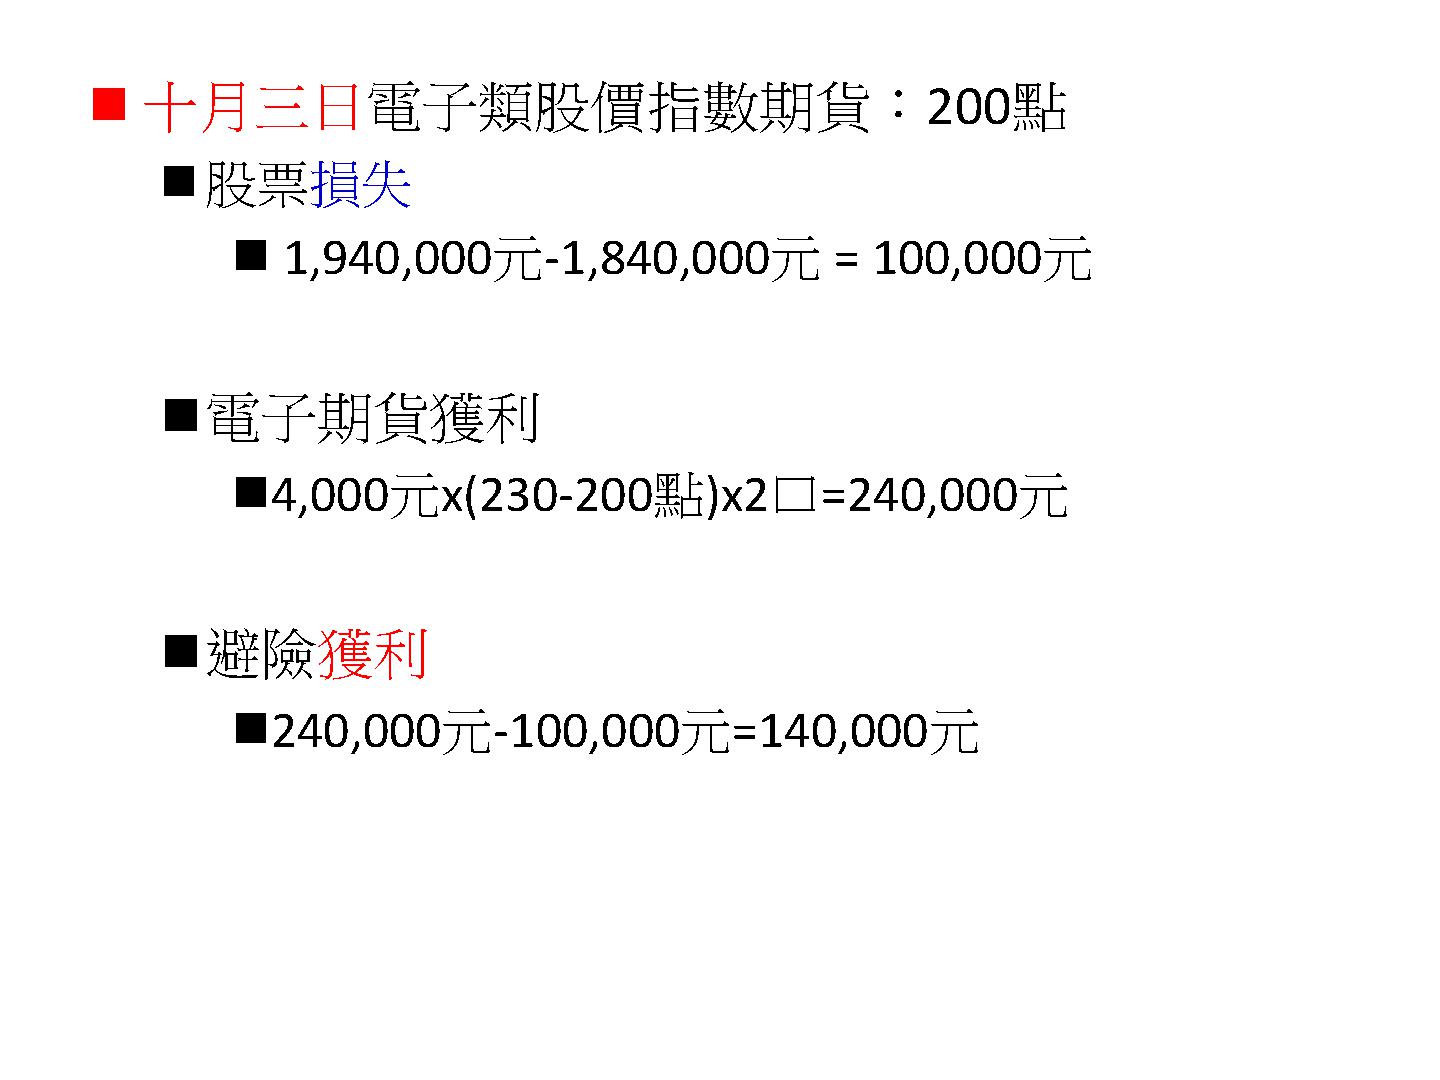 ■ 十月三日電子類股價指數期貨：200點
■ 股票損失
■ 1,940,000元-1,840,000元 = 100,000元
■ 電子期貨獲利
■ 4,000元x(230-200點)x2口=240,000元
■ 避險獲利
■ 240,000元-100,000元=140,000元